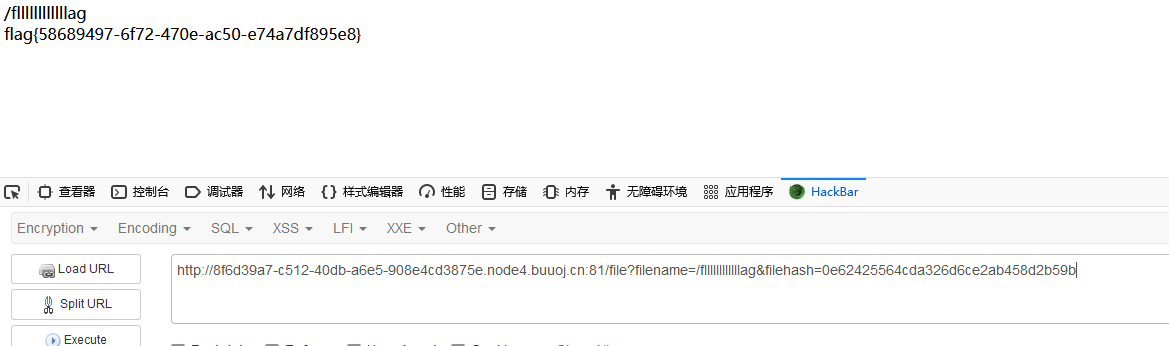 /fllllllllllllag
flag{58689497-6f72-470e-ac50-e74a7df895e8}
查看器 控制台 调试器 网络 样式编辑器 性能 存储 内存 无障碍环境 应用程序 HackBar
Encryption Encoding SQL XSS LFI XXE Other
Load URL
http://8f6d39a7-c512-40db-a6e5-908e4cd3875e.node4.buuoj.cn:81/file?filename=/fllllllllllllag&filehash=0e62425564cda326d6ce2ab458d2b59b
Split URL
Execute